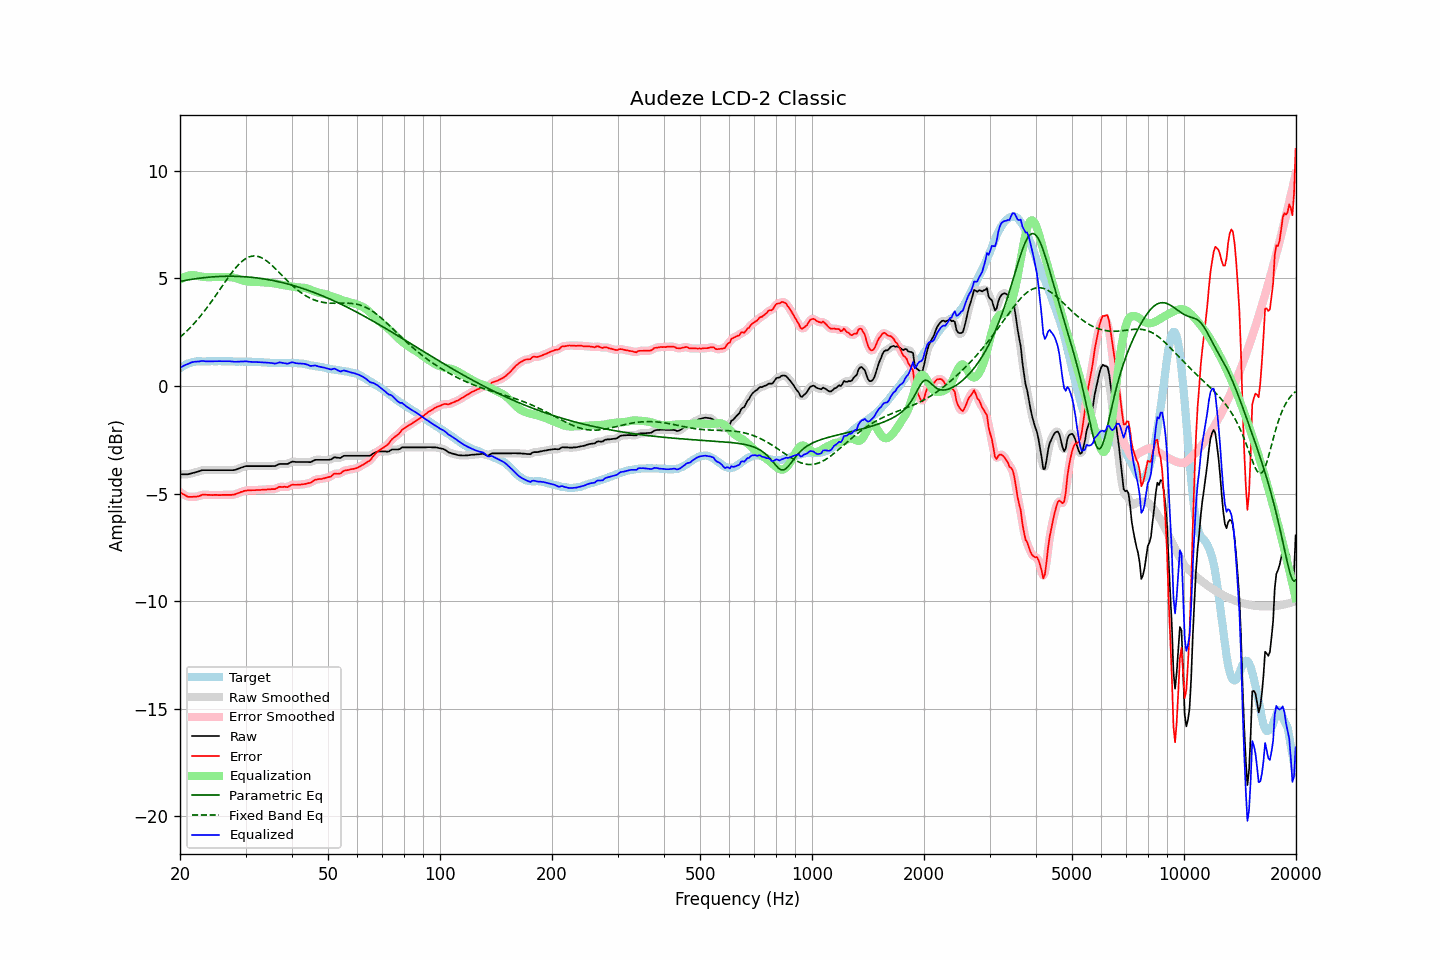 Audeze LCD-2 Classic
Amplitude (dBr)
10
5
0
−5
−10
−15
−20
Target
Raw Smoothed
Error Smoothed
Raw
Error
Equalization
Parametric Eq
Fixed Band Eq
Equalized
20 50 100 200 500 1000 2000 5000 10000 20000
Frequency (Hz)